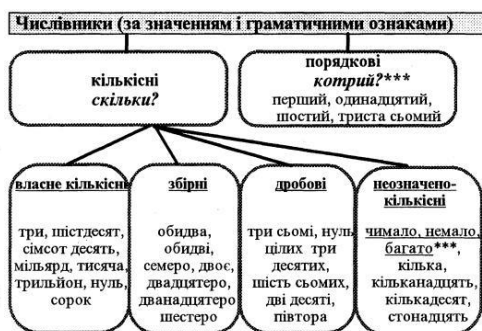 Числівники (за значенням і граматичними ознаками)
кількісні
скільки?
порядкові
котрий?***
перший, одинадцятий,
шостий, триста сьомий
власне кількісні
три, шістдесят,
сімсот десять,
мільярд, тисяча,
трильйон, нуль,
сорок
збірні
обидва,
обидві,
семеро, двоє,
двадцятеро,
дванадцятеро
шестеро
дробові
три сьомі, нуль
цілих три
десятих,
шість сьомих,
дві десяті,
півтора
неозначено-
кількісні
чимало, немало,
багато***,
кілька,
кільканадцять,
кількадесят,
стонадцять